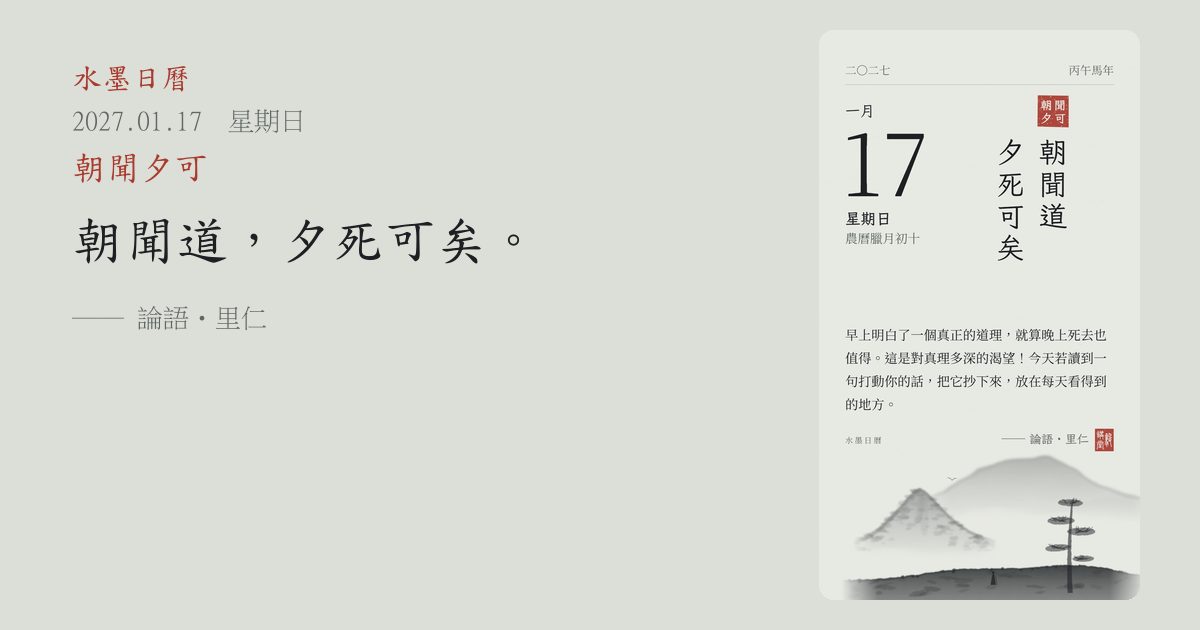 水墨日曆
2027.01.17 星期日
朝聞夕可
朝聞道，夕死可矣。
—— 論語・里仁
二〇二七
丙午馬年
一月
17
星期日
農曆臘月初十
朝聞夕可
朝聞道
夕死可矣
早上明白了一個真正的道理，就算晚上死去也
值得。這是對真理多深的渴望！今天若讀到一
句打動你的話，把它抄下來，放在每天看得到
的地方。
水墨日曆
—— 論語・里仁